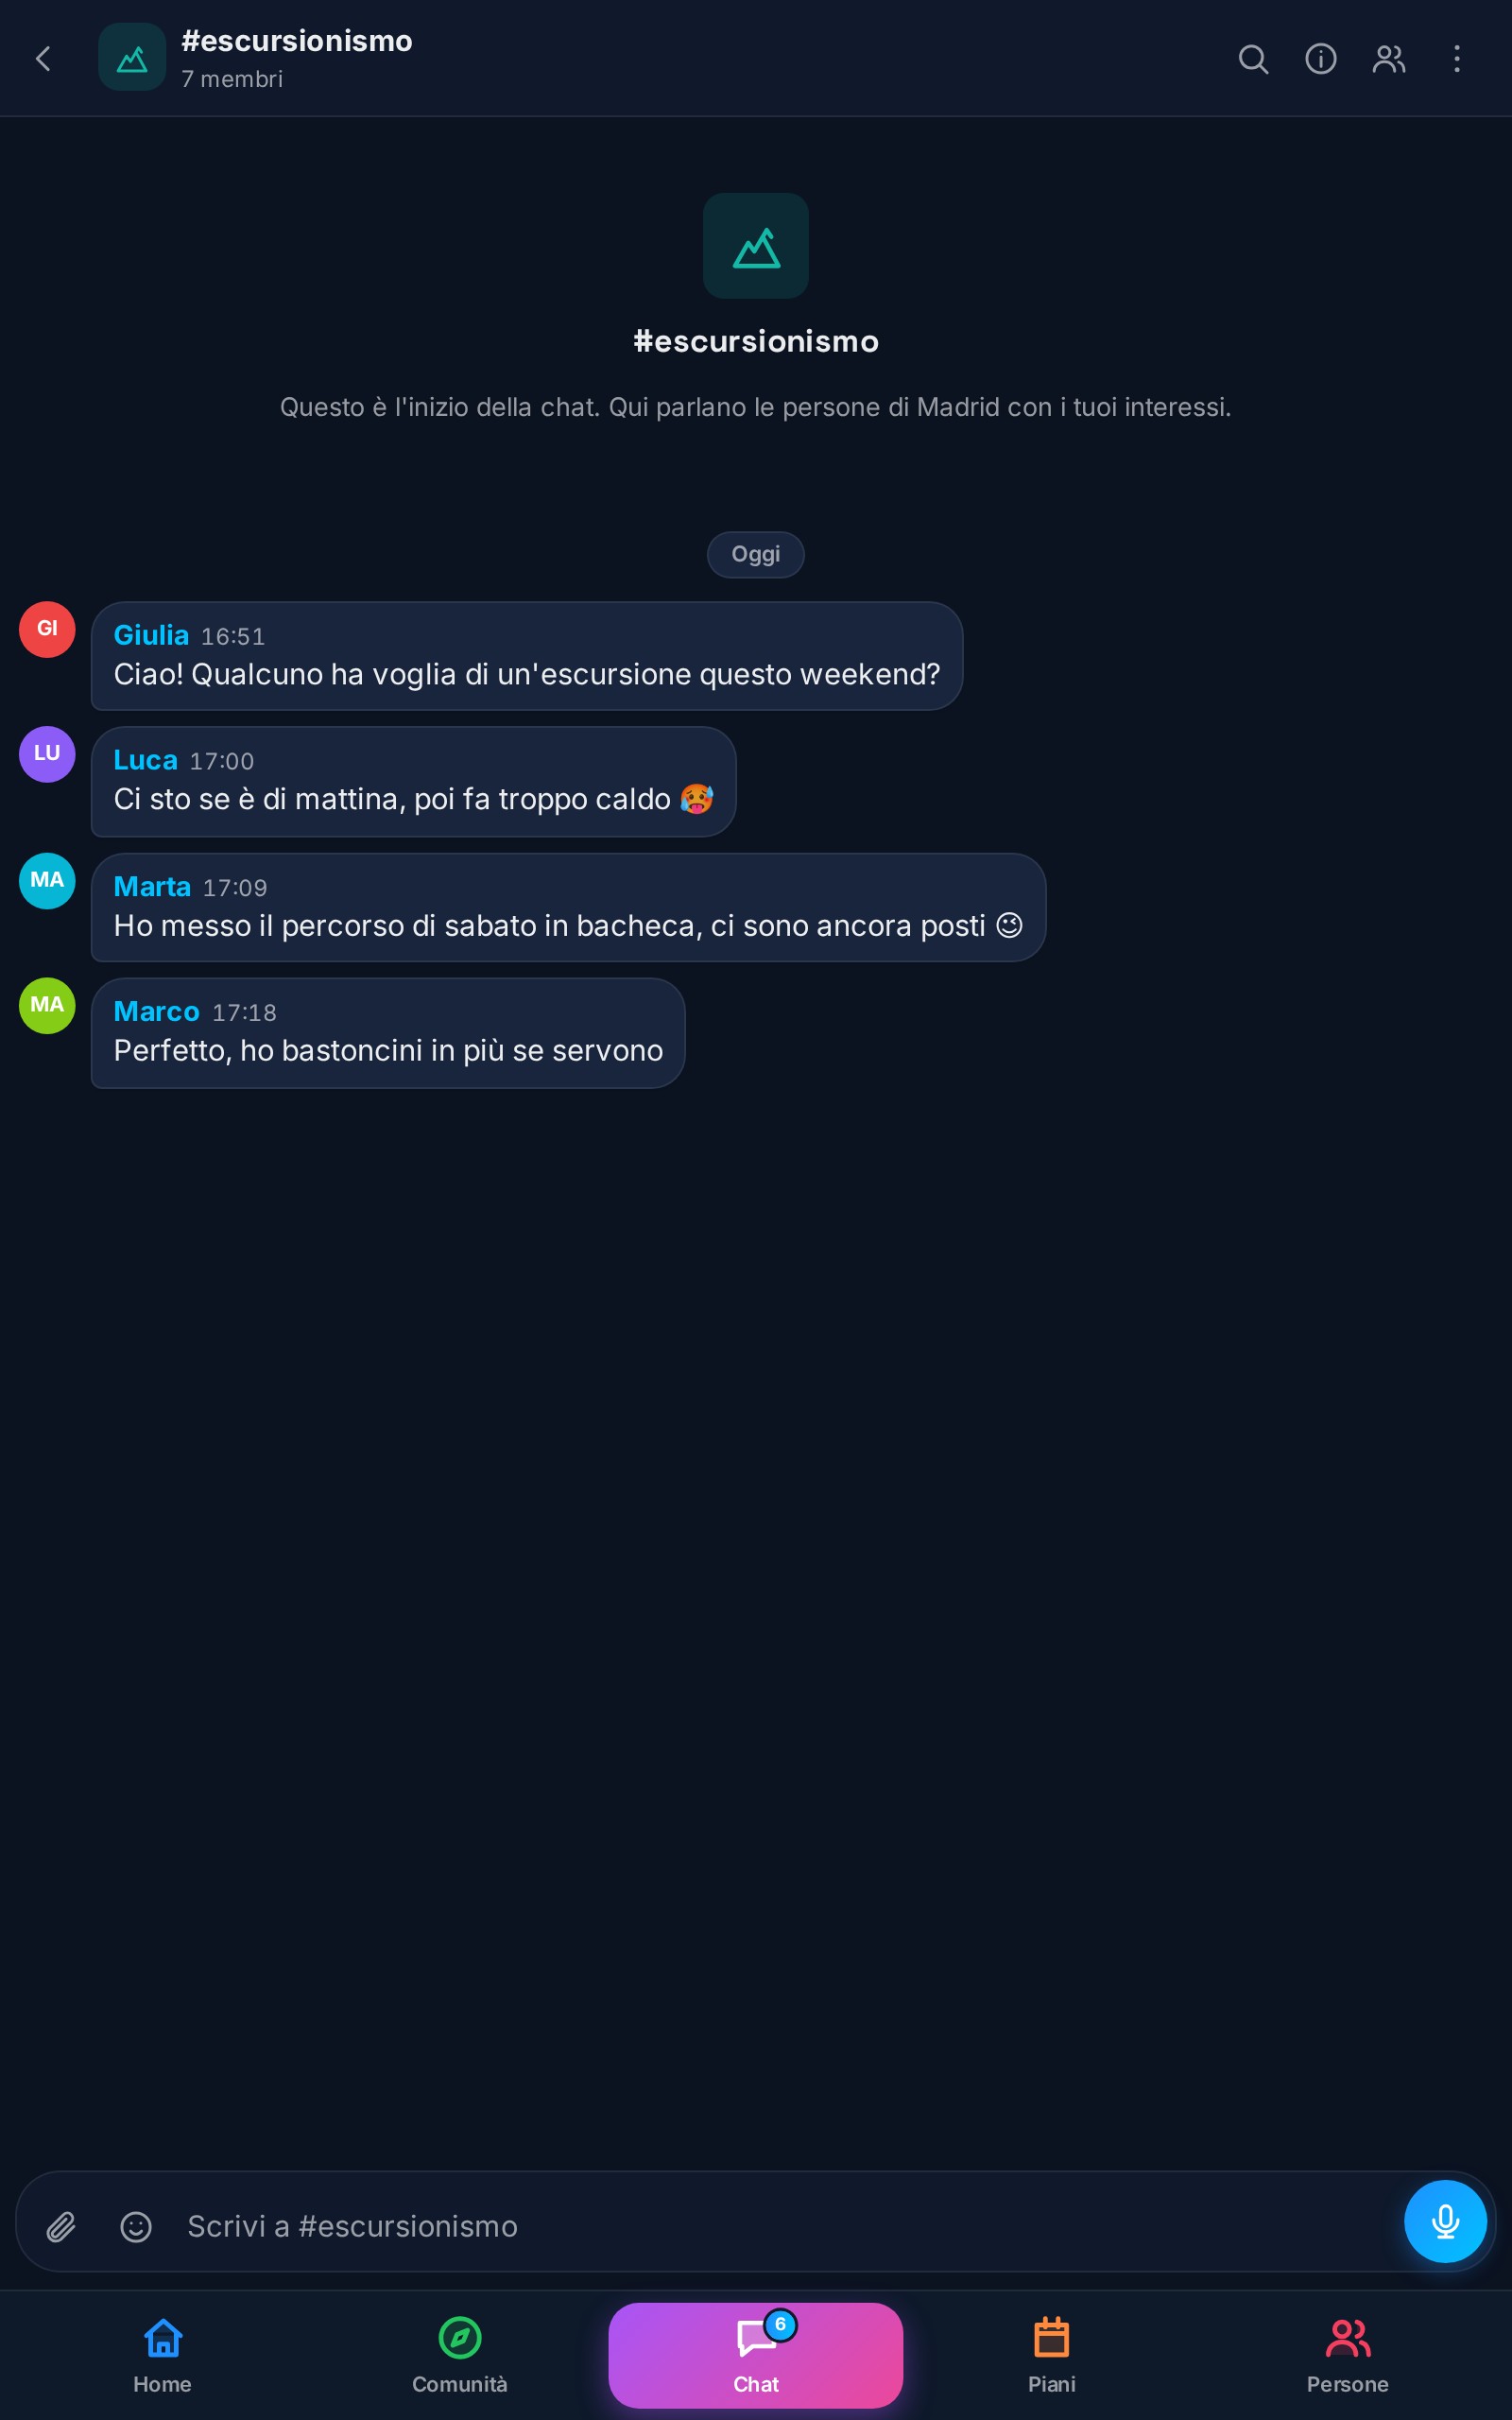 #escursionismo
7 membri
#escursionismo
Questo è l'inizio della chat. Qui parlano le persone di Madrid con i tuoi interessi.
Oggi
GI
Giulia 16:51
Ciao! Qualcuno ha voglia di un'escursione questo weekend?
LU
Luca 17:00
Ci sto se è di mattina, poi fa troppo caldo 🥵
MA
Marta 17:09
Ho messo il percorso di sabato in bacheca, ci sono ancora posti 😉
MA
Marco 17:18
Perfetto, ho bastoncini in più se servono
Scrivi a #escursionismo
6
Home Comunità Chat Piani Persone